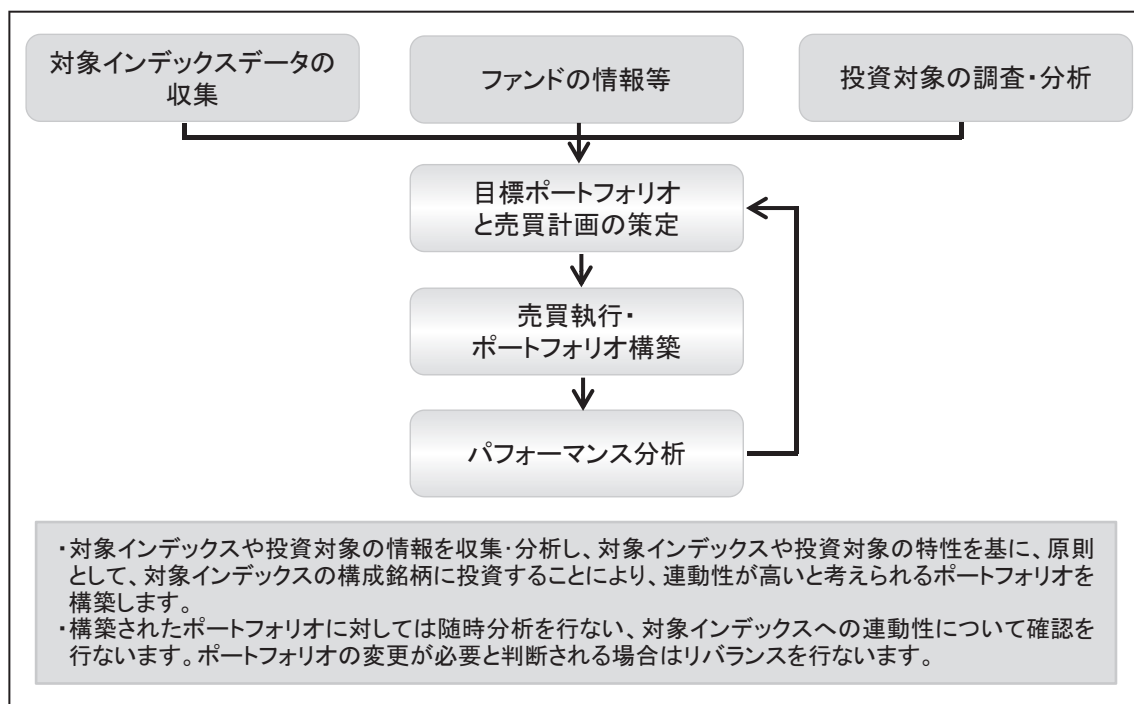 対象インデックスデータの
収集
ファンドの情報等
投資対象の調査・分析
目標ポートフォリオ
と売買計画の策定
売買執行・
ポートフォリオ構築
パフォーマンス分析
・対象インデックスや投資対象の情報を収集・分析し、対象インデックスや投資対象の特性を基に、原則
として、対象インデックスの構成銘柄に投資することにより、連動性が高いと考えられるポートフォリオを
構築します。
・構築されたポートフォリオに対しては随時分析を行ない、対象インデックスへの連動性について確認を
行ないます。ポートフォリオの変更が必要と判断される場合はリバランスを行ないます。